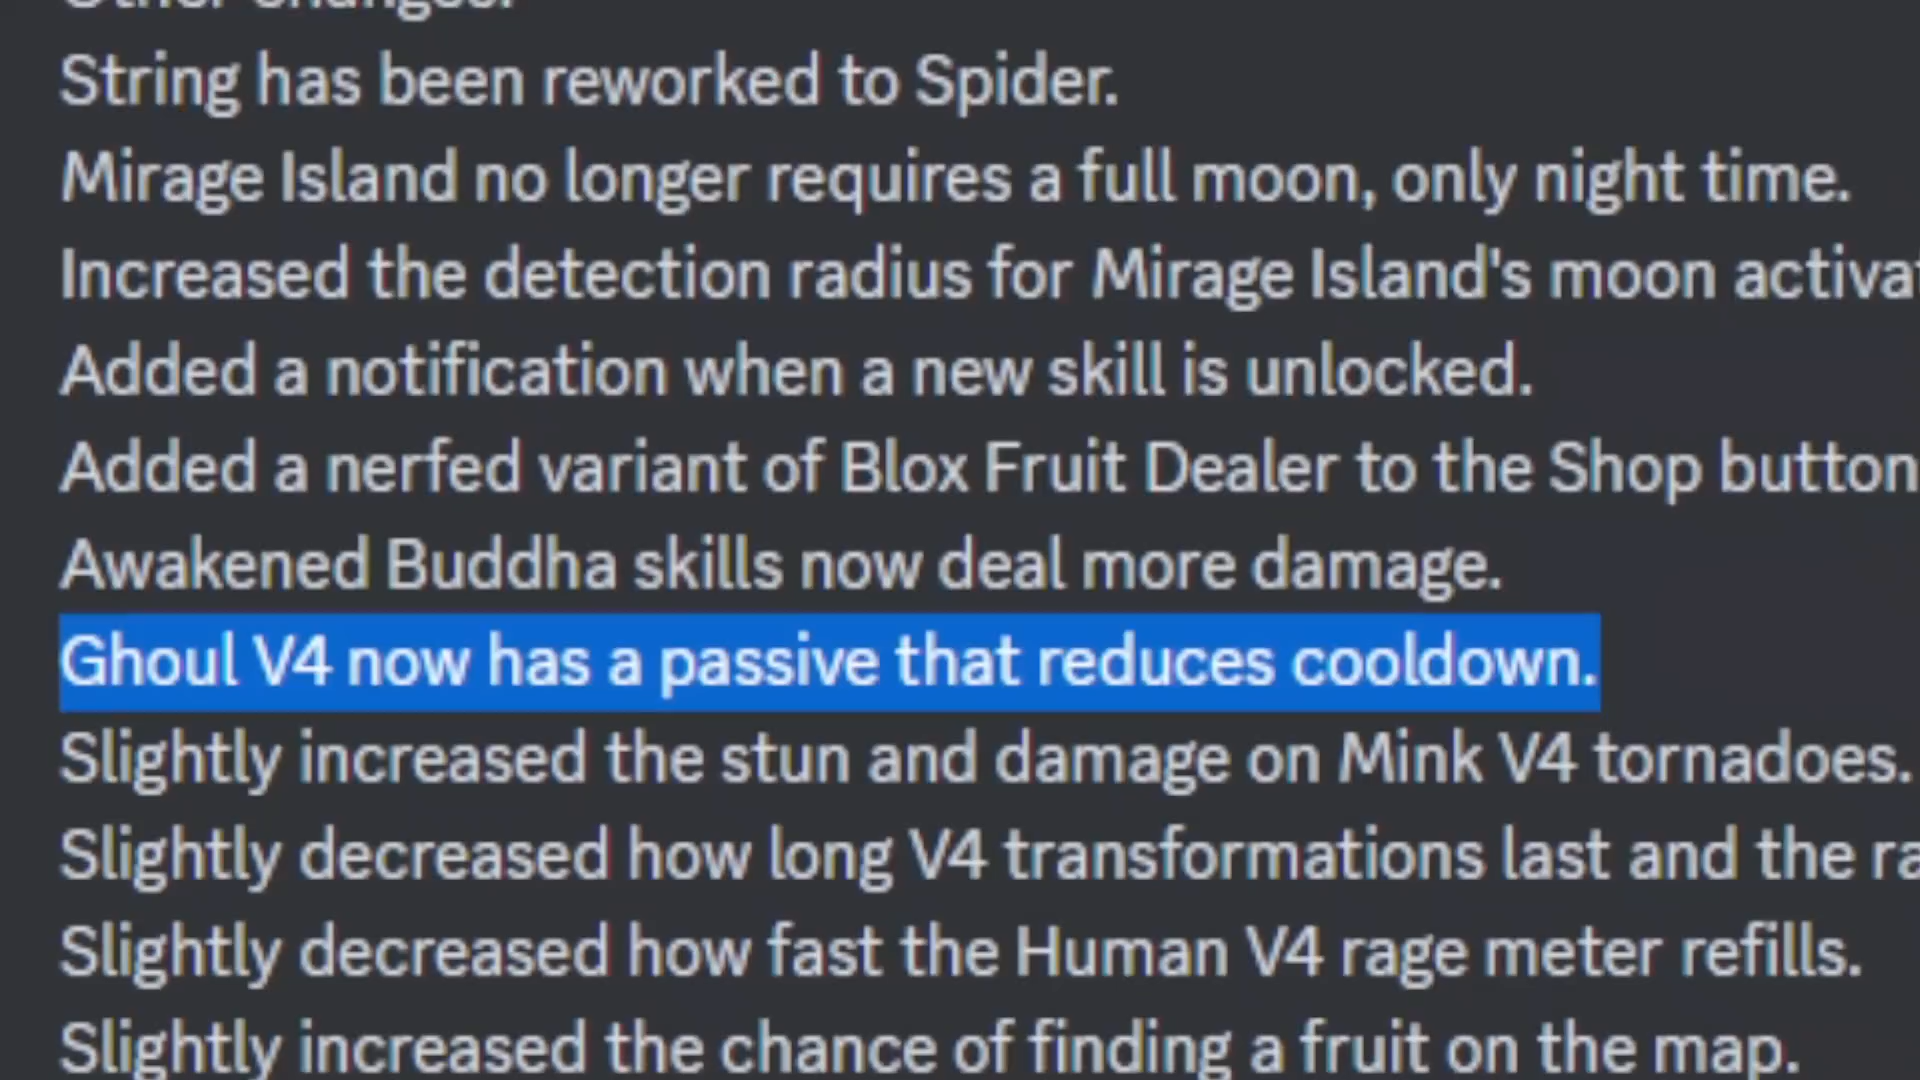 Other changes:
String has been reworked to Spider.
Mirage Island no longer requires a full moon, only night time.
Increased the detection radius for Mirage Island's moon
Added a notification when a new skill is unlocked.
Added a nerfed variant of Blox Fruit Dealer to the Shop button
Awakened Buddha skills now deal more damage.
Ghoul V4 now has a passive that reduces cooldown.
Slightly increased the stun and damage on Mink V4 tornadoes.
Slightly decreased how long V4 transformations last and the
Slightly decreased how fast the Human V4 rage meter refills.
Slightly increased the chance of finding a fruit on the map.